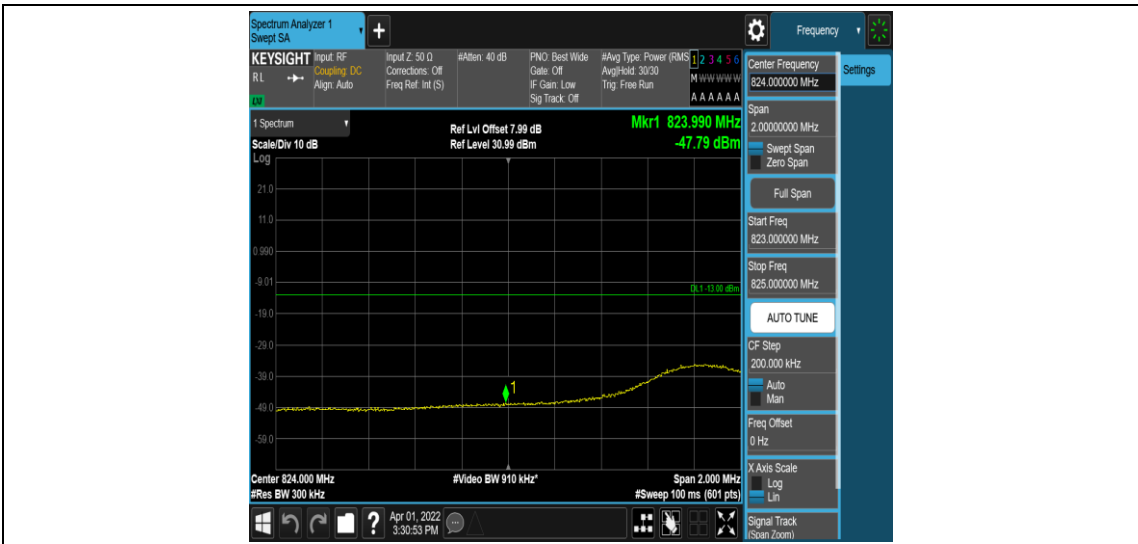 Spectrum Analyzer 1
Swept SA
+
Frequency
KEYSIGHT
RL
LXI
Input: RF
Coupling: DC
Align: Auto
Input Z: 50 Ω
Corrections: Off
Freq Ref: Int (S)
#Atten: 40 dB
PNO: Best Wide
Gate: Off
IF Gain: Low
Sig Track: Off
#Avg Type: Power (RMS
Avg|Hold: 30/30
Trig: Free Run
1 2 3 4 5 6
M W W W W W
A A A A A A
1 Spectrum
Scale/Div 10 dB
Log
Ref Lvl Offset 7.99 dB
Ref Level 30.99 dBm
Mkr1 823.990 MHz
-47.79 dBm
21.0
11.0
0.990
-9.01
DL1 -13.00 dBm
-19.0
-29.0
-39.0
1
-49.0
-59.0
Center 824.000 MHz
#Res BW 300 kHz
#Video BW 910 kHz*
Span 2.000 MHz
#Sweep 100 ms (601 pts)
?
Apr 01, 2022
3:30:53 PM
Center Frequency
824.000000 MHz
Settings
Span
2.00000000 MHz
Swept Span
Zero Span
Full Span
Start Freq
823.000000 MHz
Stop Freq
825.000000 MHz
AUTO TUNE
CF Step
200.000 kHz
Auto
Man
Freq Offset
0 Hz
X Axis Scale
Log
Lin
Signal Track
(Span Zoom)